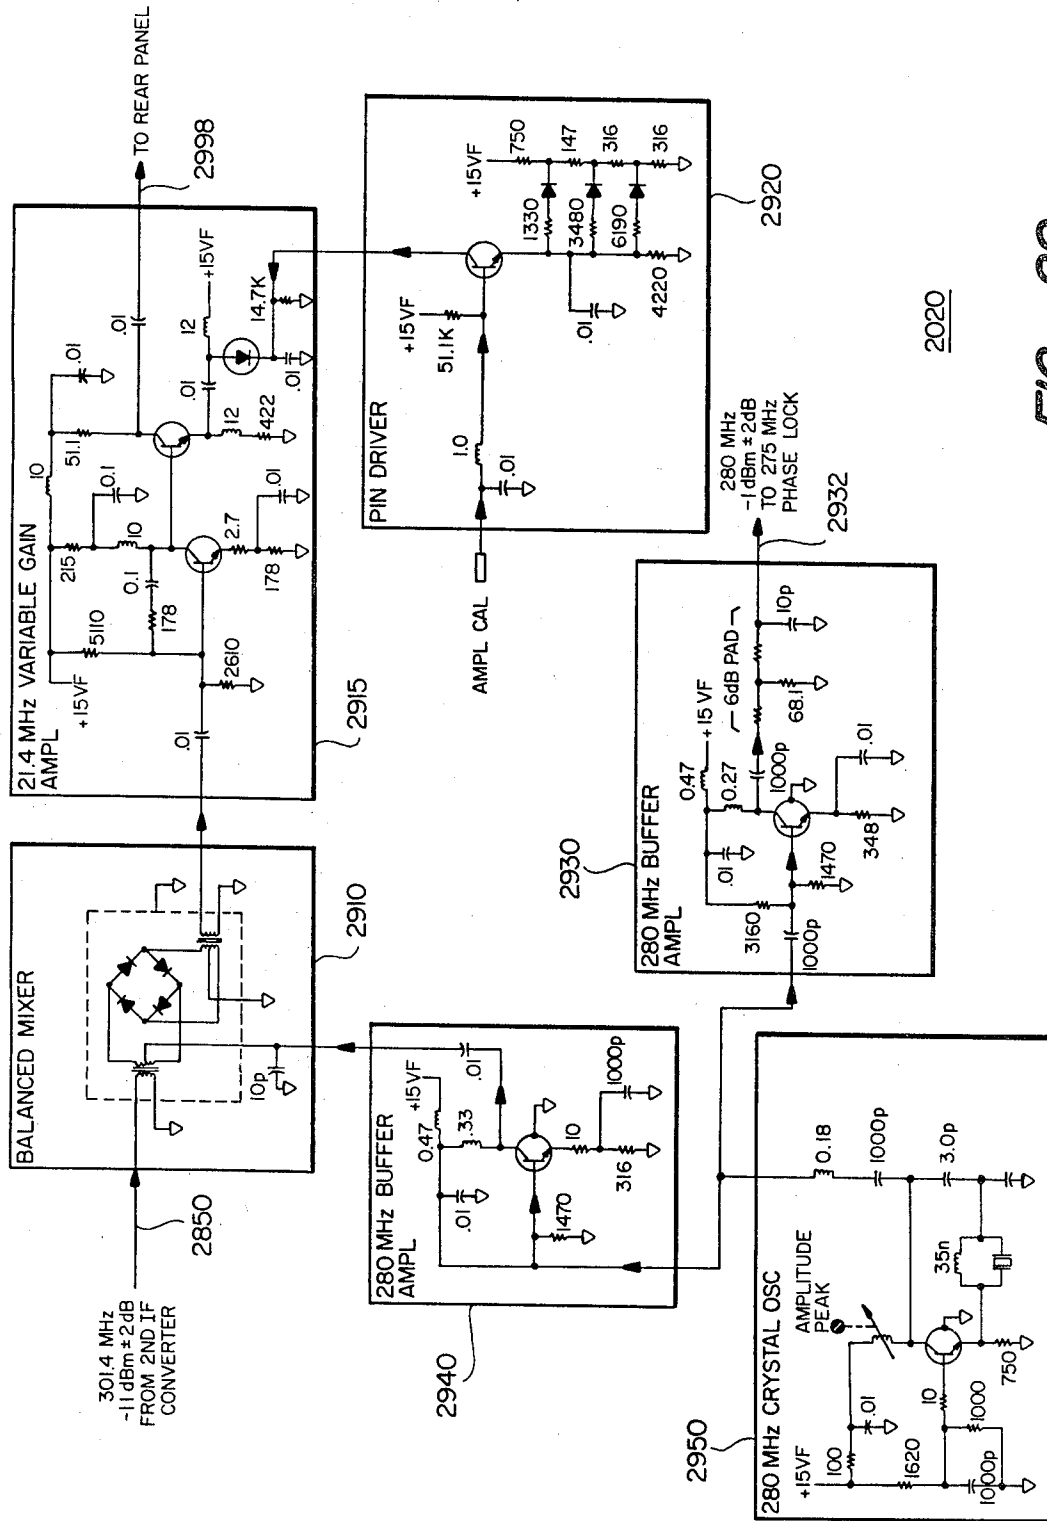 301.4 MHz
-11 dBm ± 2dB
FROM 2ND IF
CONVERTER
2850
BALANCED MIXER
10p
2910
21.4 MHz VARIABLE GAIN
AMPL
+15VF
5110
215
10
51.1
.01
0.1
10
0.1
178
2.7
178
.01
2610
.01
.01
.01
12
+15VF
12
422
14.7K
.01
2915
2998
TO REAR PANEL
PIN DRIVER
AMPL CAL
.01
1.0
+15VF
51.1K
+15VF
750
147
316
316
1330
3480
6190
4220
.01
2920
280 MHz BUFFER
AMPL
+15VF
0.47
.33
.01
.01
1470
10
316
1000p
2940
280 MHz BUFFER
AMPL
2930
+15 VF
0.47
0.27
.01
3160
1000p
1470
1000p
348
.01
6dB PAD
68.1
10p
2932
280 MHz
-1 dBm ± 2dB
TO 275 MHz
PHASE LOCK
280 MHz CRYSTAL OSC
2950
+15VF
100
.01
1620
1000p
10
1000
750
AMPLITUDE
PEAK
35n
0.18
1000p
3.0p
2020